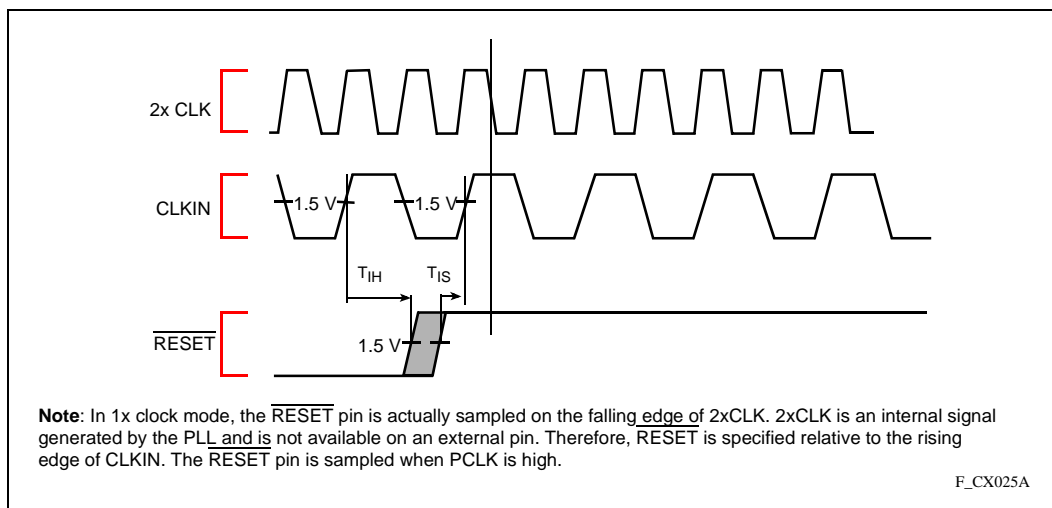 2x CLK
CLKIN
1.5 V
1.5 V
TIH
TIS
RESET
1.5 V
Note: In 1x clock mode, the RESET pin is actually sampled on the falling edge of 2xCLK. 2xCLK is an internal signal
generated by the PLL and is not available on an external pin. Therefore, RESET is specified relative to the rising
edge of CLKIN. The RESET pin is sampled when PCLK is high.
F_CX025A